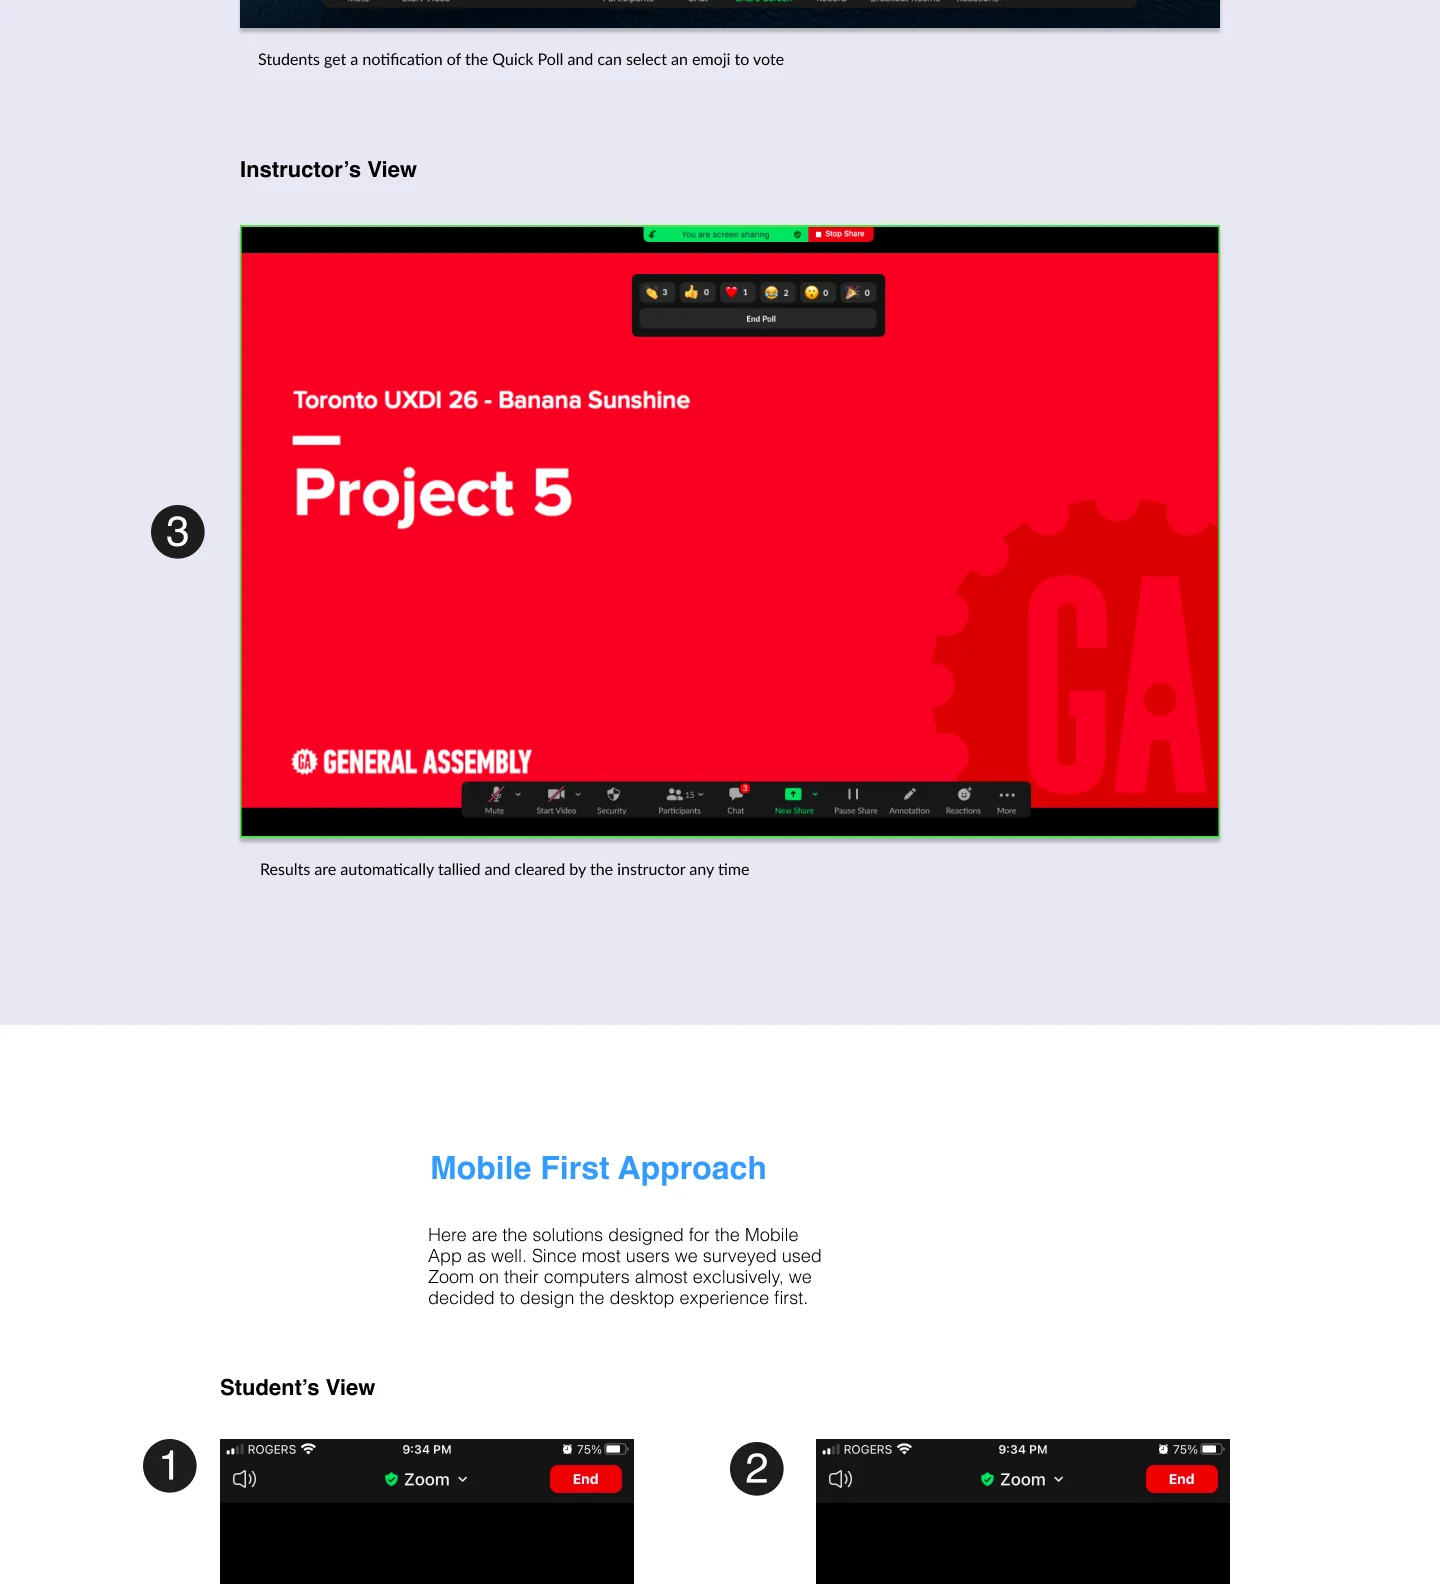 Share Screen
Students get a notification of the Quick Poll and can select an emoji to vote
Instructor’s View
You are screen sharing
Stop Share
3 0 1 2 0 0
End Poll
Toronto UXDI 26 - Banana Sunshine
Project 5
3
GA
GA GENERAL ASSEMBLY
15
3
Mute Start Video Security Participants Chat New Share Pause Share Annotation Reactions More
Results are automatically tallied and cleared by the instructor any time
Mobile First Approach
Here are the solutions designed for the Mobile
App as well. Since most users we surveyed used
Zoom on their computers almost exclusively, we
decided to design the desktop experience first.
Student’s View
1
ROGERS 9:34 PM 75%
Zoom End
2
ROGERS 9:34 PM 75%
Zoom End